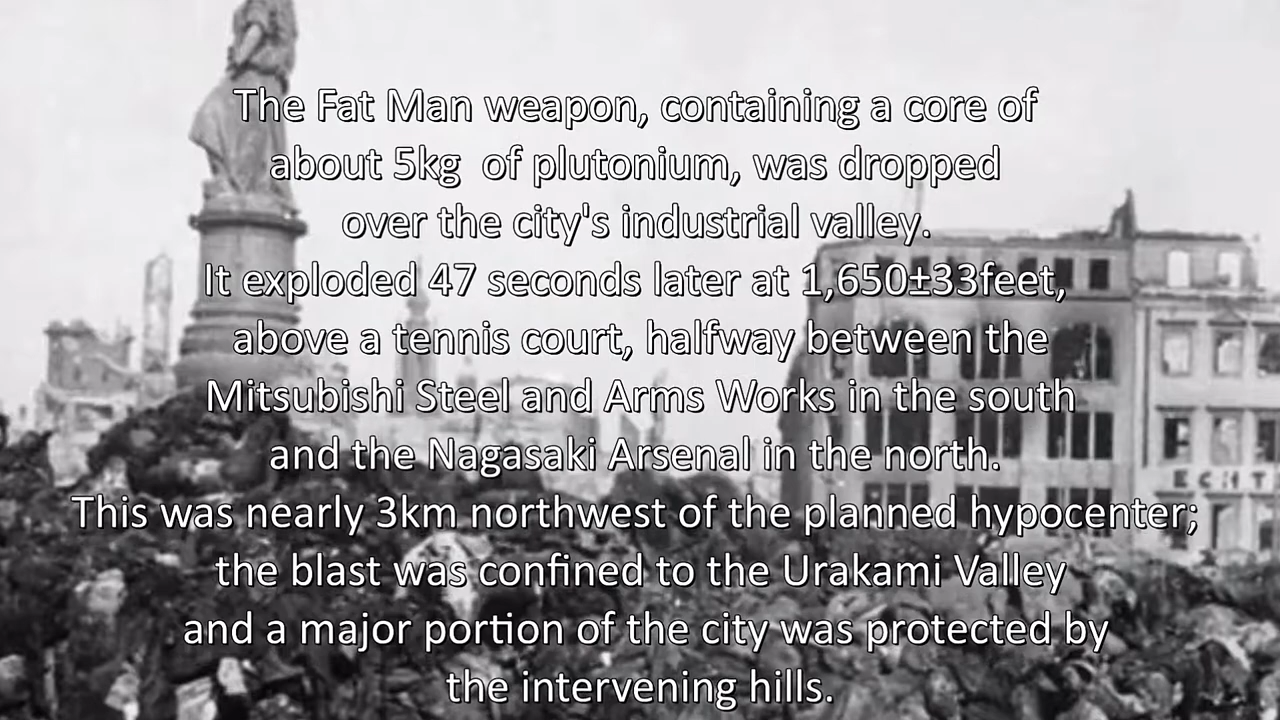 The Fat Man weapon, containing a core of
about 5kg  of plutonium, was dropped
over the city's industrial valley.
It exploded 47 seconds later at 1,650±33feet,
above a tennis court, halfway between the
Mitsubishi Steel and Arms Works in the south
and the Nagasaki Arsenal in the north.
This was nearly 3km northwest of the planned hypocenter;
the blast was confined to the Urakami Valley
and a major portion of the city was protected by
the intervening hills.
ECHT